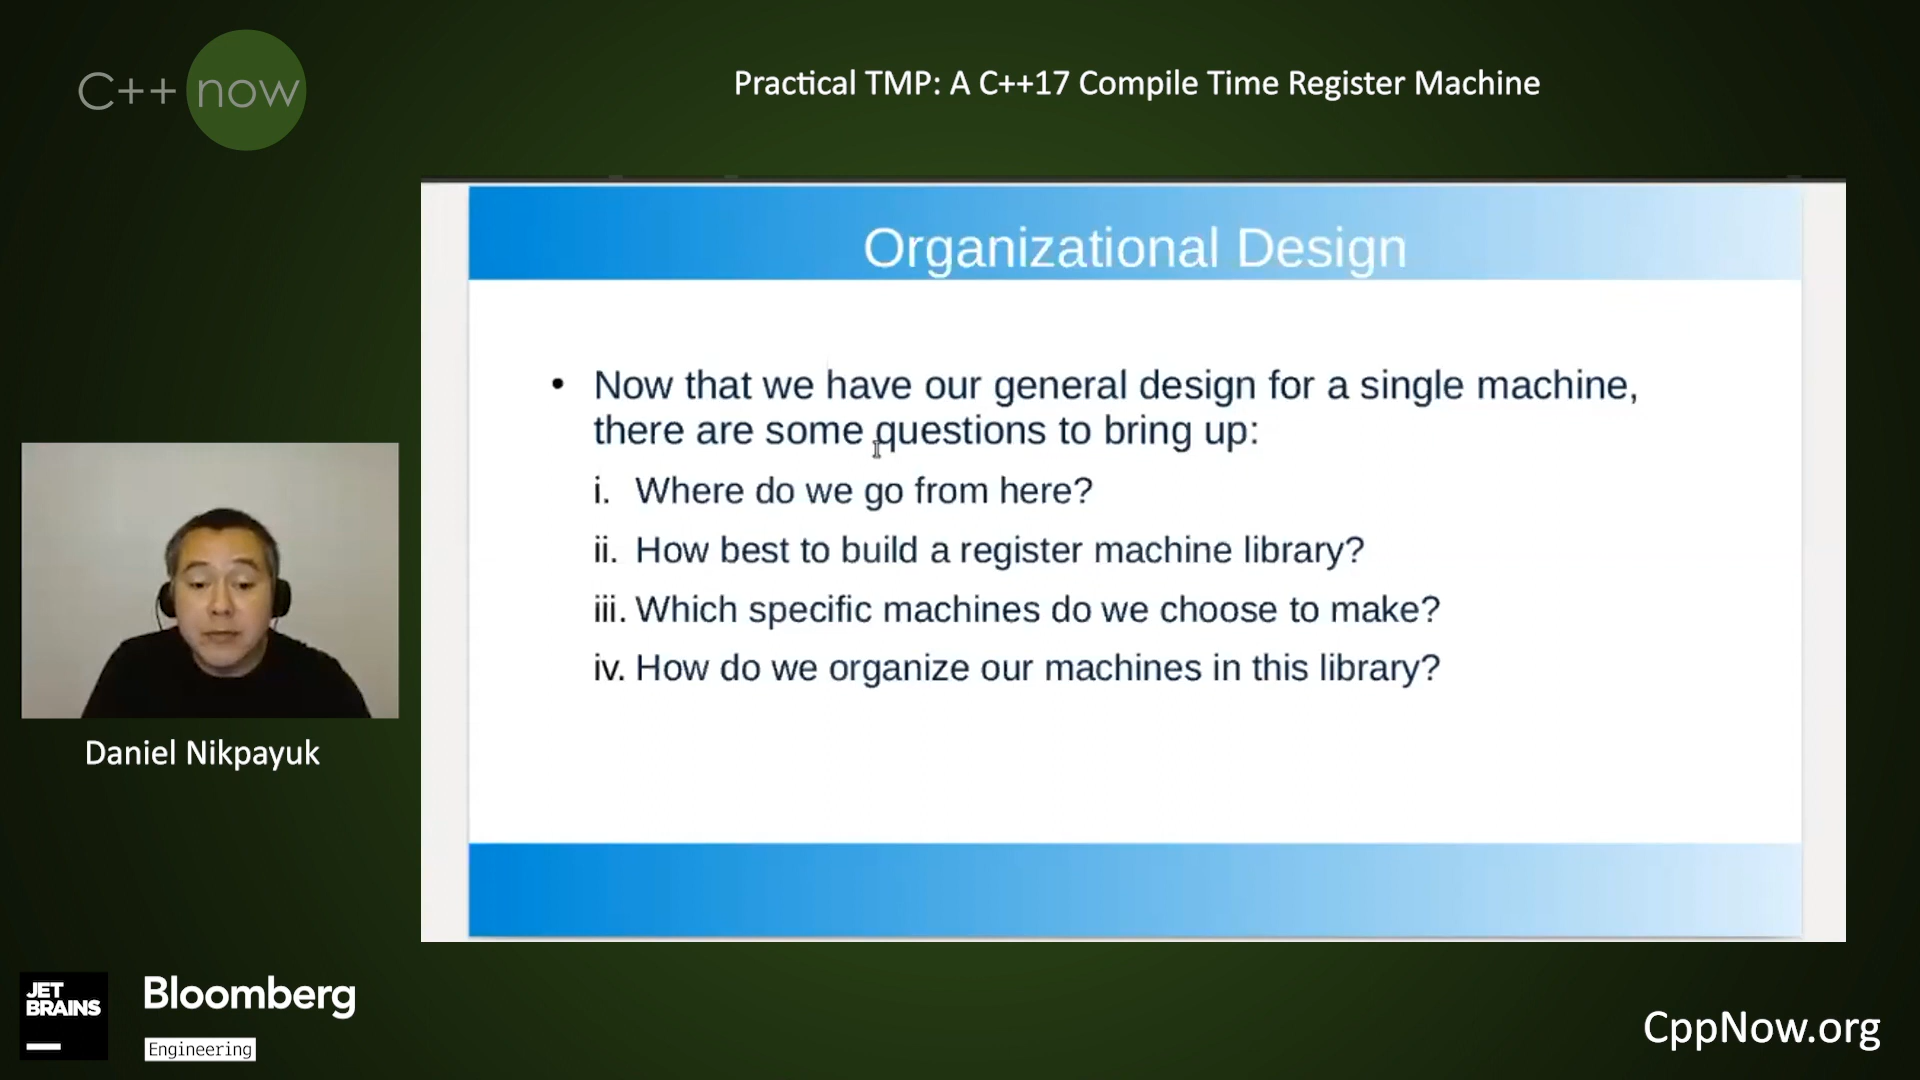 C++ now
Practical TMP: A C++17 Compile Time Register Machine
Organizational Design
• Now that we have our general design for a single machine,
there are some questions to bring up:
i. Where do we go from here?
ii. How best to build a register machine library?
iii. Which specific machines do we choose to make?
iv. How do we organize our machines in this library?
Daniel Nikpayuk
JET
BRAINS
Bloomberg
Engineering
CppNow.org